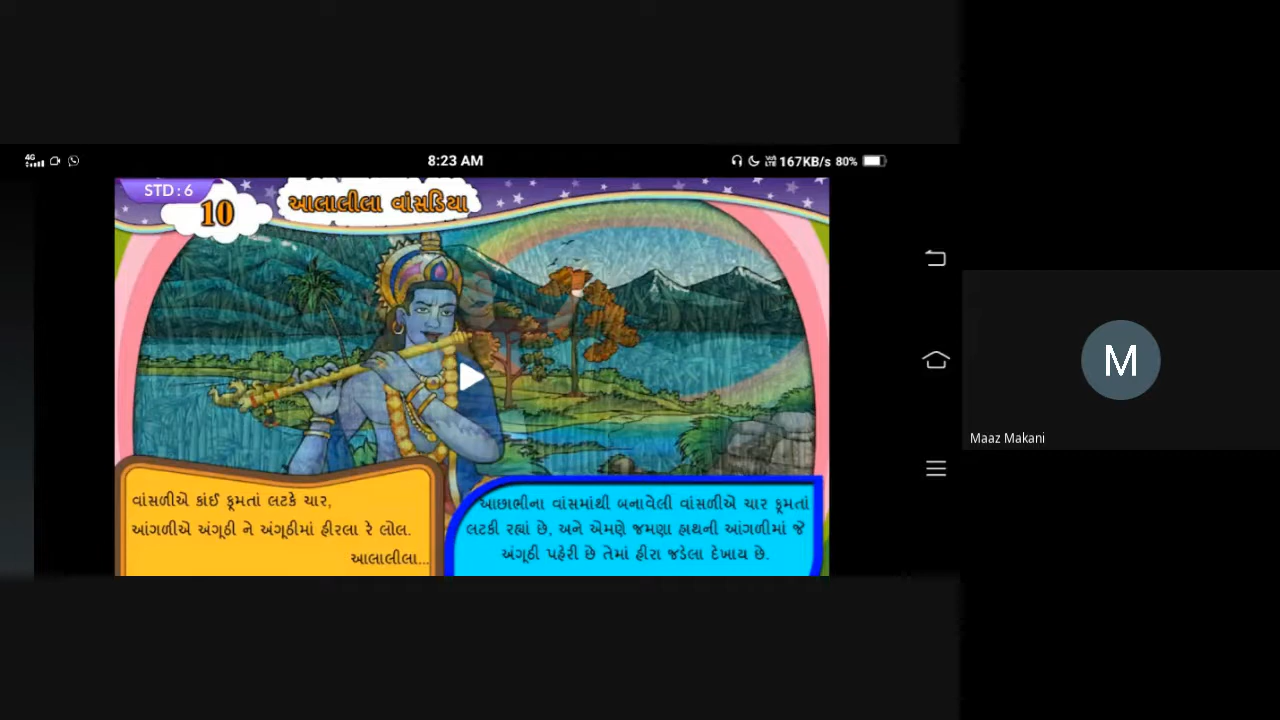 4G
8:23 AM
VoLTE 167KB/s 80%
STD : 6
10
આલાલીલા વાંસડિયા
વાંસળીએ કાંઈ ફૂમતાં લટકે ચાર,
આંગળીએ અંગૂઠી ને અંગૂઠીમાં હીરલા રે લોલ.
આલાલીલા...
આછાભીના વાંસમાંથી બનાવેલી વાંસળીએ ચાર ફૂમતાં
લટકી રહ્યાં છે, અને એમણે જમણા હાથની આંગળીમાં જે
અંગૂઠી પહેરી છે તેમાં હીરા જડેલા દેખાય છે.
M
Maaz Makani